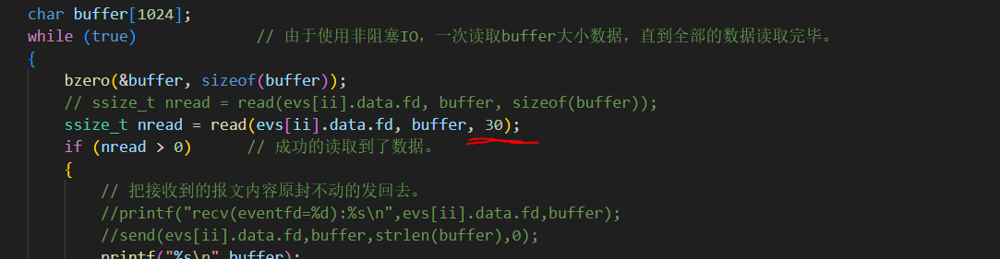 char buffer[1024];
while (true)                // 由于使用非阻塞IO，一次读取buffer大小数据，直到全部的数据读取完毕。
{
    bzero(&buffer, sizeof(buffer));
    // ssize_t nread = read(evs[ii].data.fd, buffer, sizeof(buffer));
    ssize_t nread = read(evs[ii].data.fd, buffer, 30);
    if (nread > 0)      // 成功的读取到了数据。
    {
        // 把接收到的报文内容原封不动的发回去。
        //printf("recv(eventfd=%d):%s\n",evs[ii].data.fd,buffer);
        //send(evs[ii].data.fd,buffer,strlen(buffer),0);
        printf("%s\n",buffer);